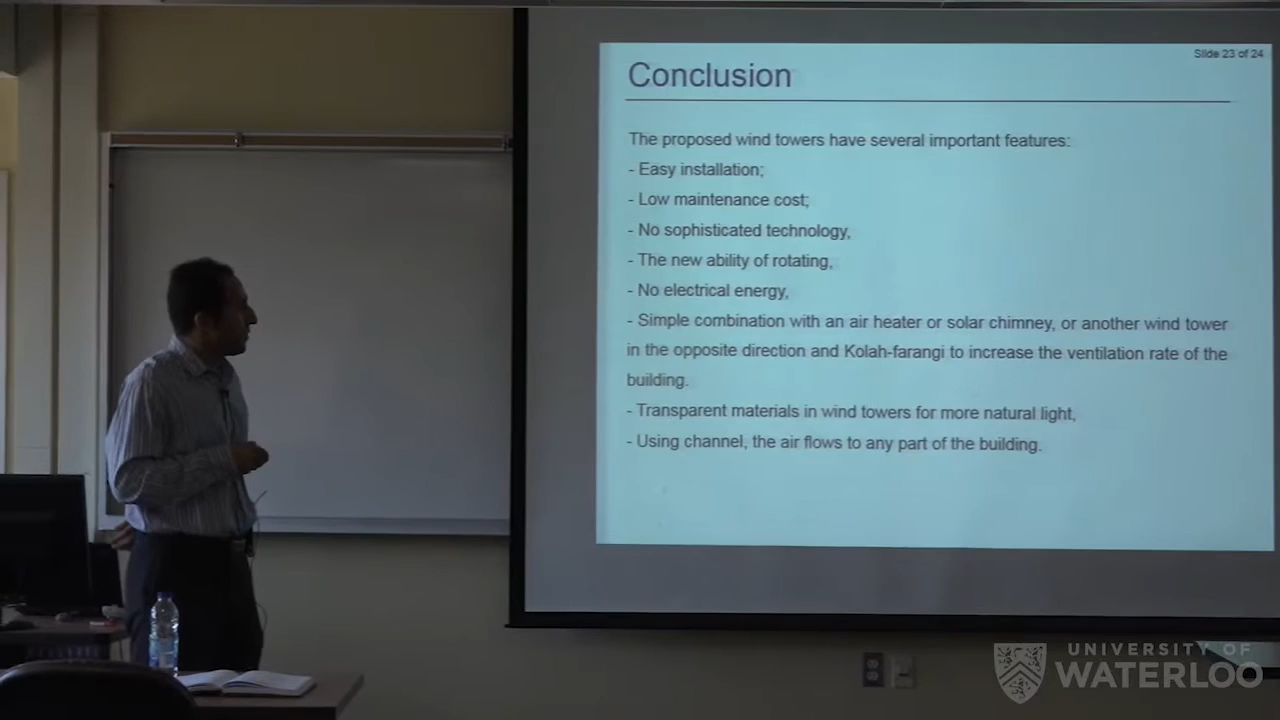 Slide 23 of 24
Conclusion
The proposed wind towers have several important features:
- Easy installation;
- Low maintenance cost;
- No sophisticated technology,
- The new ability of rotating,
- No electrical energy,
- Simple combination with an air heater or solar chimney, or another wind tower
in the opposite direction and Kolah-farangi to increase the ventilation rate of the
building.
- Transparent materials in wind towers for more natural light,
- Using channel, the air flows to any part of the building.
UNIVERSITY OF
WATERLOO